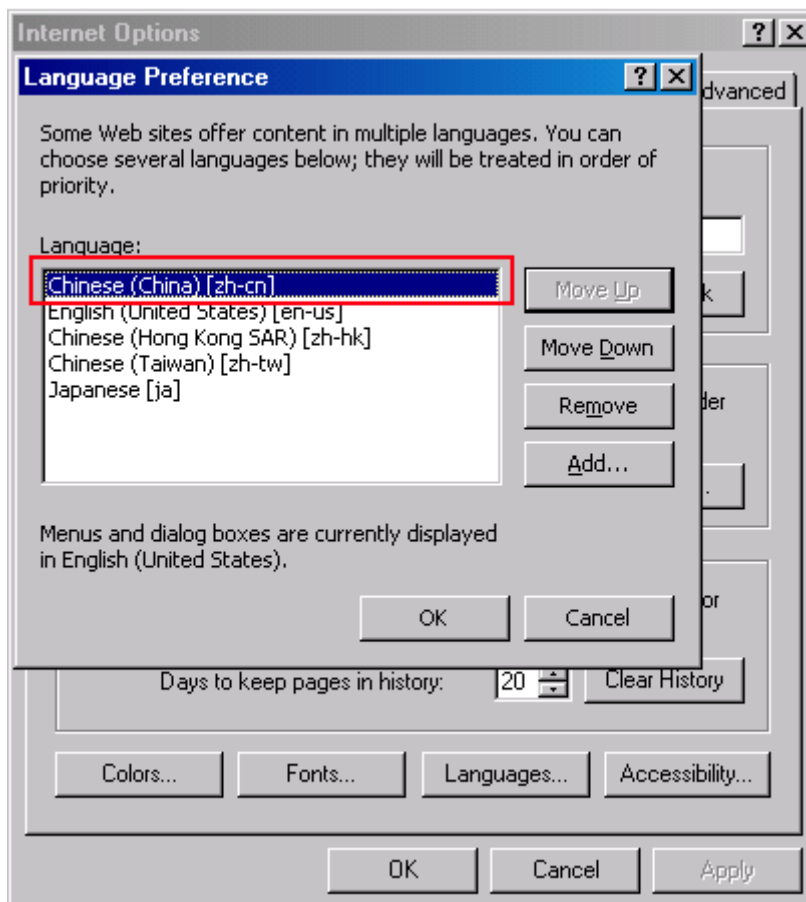 Internet Options
Language Preference
dvanced
Some Web sites offer content in multiple languages. You can
choose several languages below; they will be treated in order of
priority.
Language:
Chinese (China) [zh-cn]
English (United States) [en-us]
Chinese (Hong Kong SAR) [zh-hk]
Chinese (Taiwan) [zh-tw]
Japanese [ja]
Move Up
k
Move Down
Remove
der
Add...
.
Menus and dialog boxes are currently displayed
in English (United States).
OK
Cancel
or
Days to keep pages in history:
20
Clear History
Colors...
Fonts...
Languages...
Accessibility...
OK
Cancel
Apply